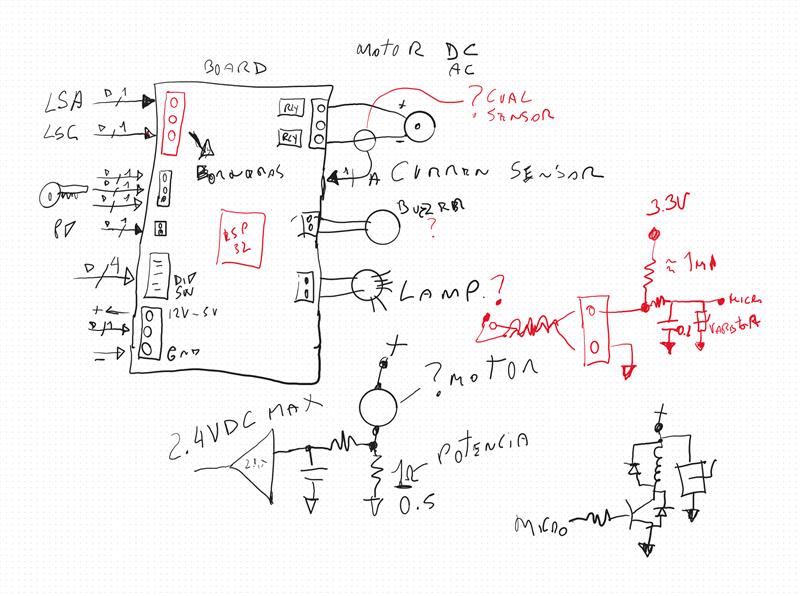 MOTOR DC
AC
BOARD
LSA
D 1
RLY
+
? CUAL
SENSOR
LSC
D 1
RLY
-
BORNERAS
1 A CURREN SENSOR
D 1
D 1
D 1
ESP
32
BUZZER
?
3.3V
PD
D 1
≈ 1mA
D 4
DIP
SW
LAMP. ?
MICRO
0.1
VARISTOR
+
12V-5V
D 1
-
GND
+
? MOTOR
2.4VDC MAX
1Ω POTENCIA
0.5
+
MICRO